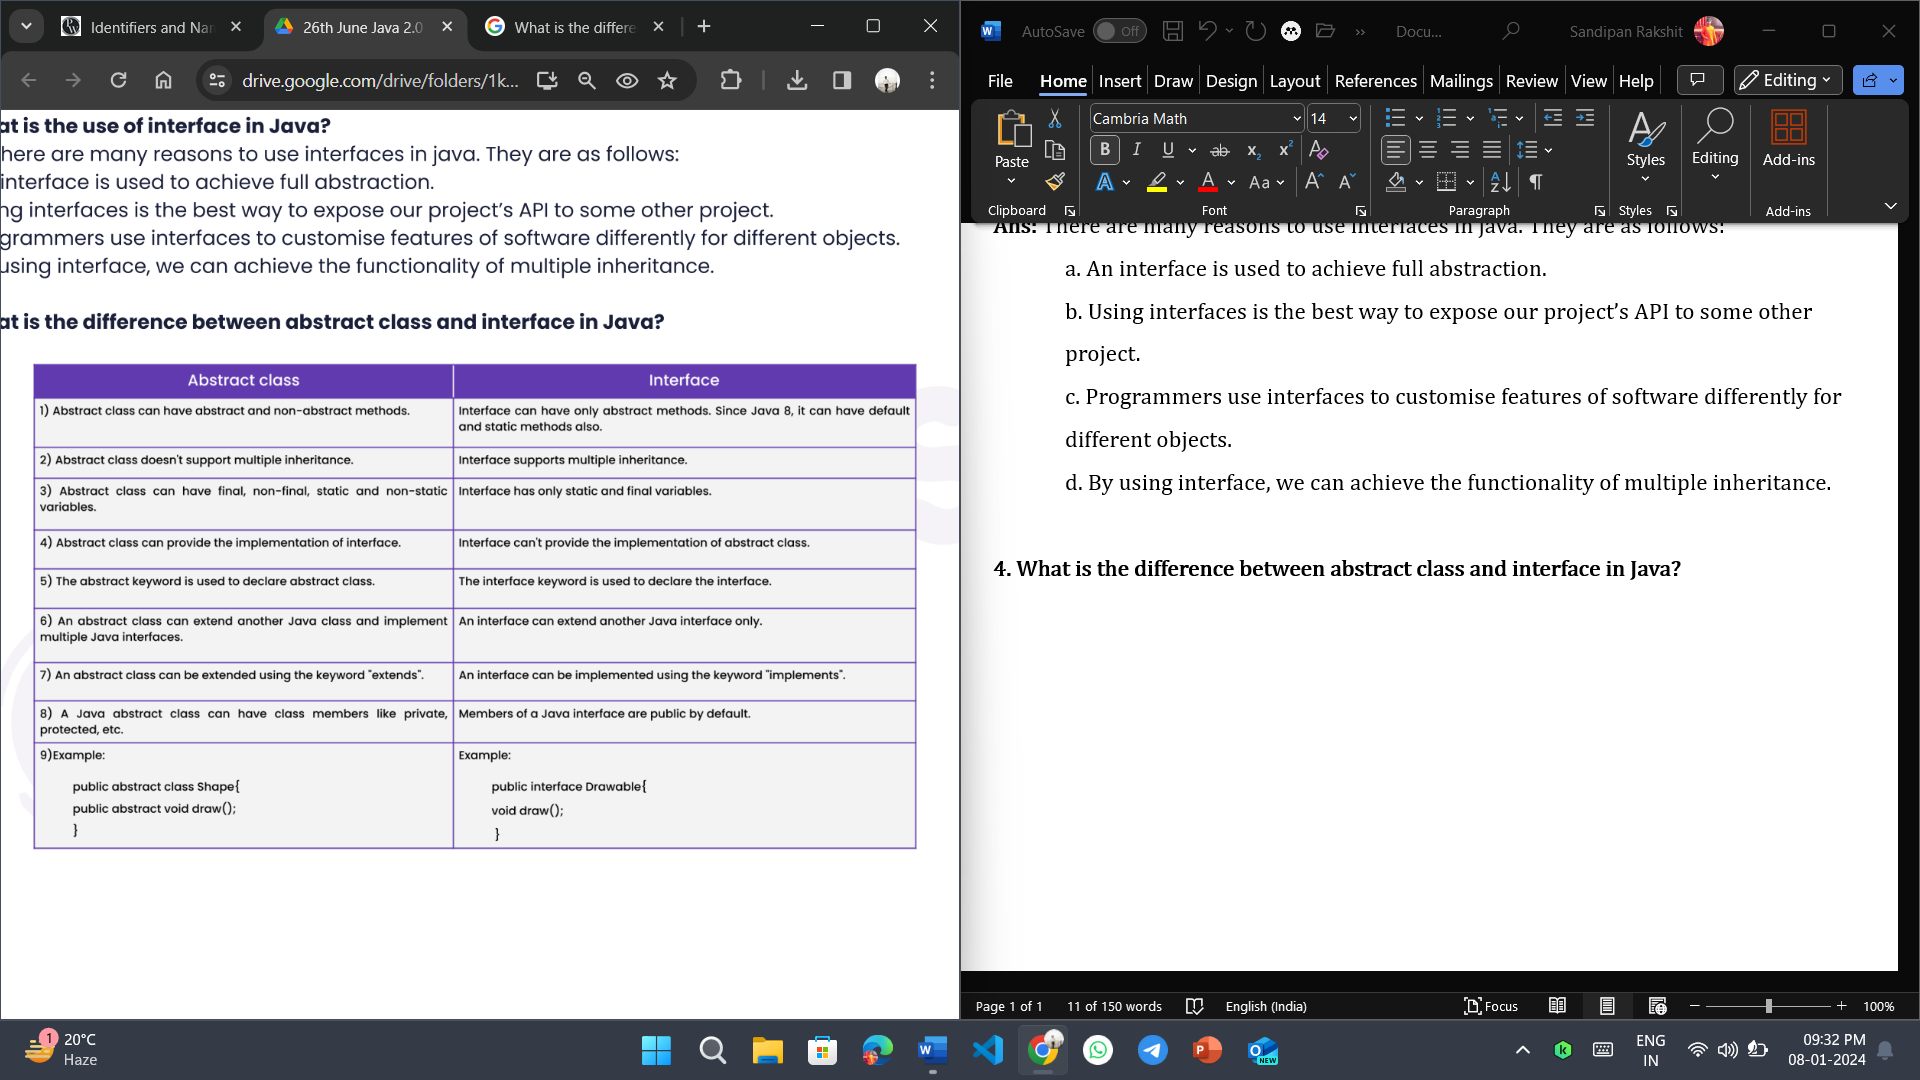 Identifiers and Nan
26th June Java 2.0
What is the differe
drive.google.com/drive/folders/1k...
at is the use of interface in Java?
here are many reasons to use interfaces in java. They are as follows:
interface is used to achieve full abstraction.
ng interfaces is the best way to expose our project's API to some other project.
grammers use interfaces to customise features of software differently for different objects.
using interface, we can achieve the functionality of multiple inheritance.
at is the difference between abstract class and interface in Java?
Abstract class Interface
1) Abstract class can have abstract and non-abstract methods.
Interface can have only abstract methods. Since Java 8, it can have default
and static methods also.
2) Abstract class doesn't support multiple inheritance.
Interface supports multiple inheritance.
3) Abstract class can have final, non-final, static and non-static
variables.
Interface has only static and final variables.
4) Abstract class can provide the implementation of interface.
Interface can't provide the implementation of abstract class.
5) The abstract keyword is used to declare abstract class.
The interface keyword is used to declare the interface.
6) An abstract class can extend another Java class and implement
multiple Java interfaces.
An interface can extend another Java interface only.
7) An abstract class can be extended using the keyword "extends".
An interface can be implemented using the keyword "implements".
8) A Java abstract class can have class members like private,
protected, etc.
Members of a Java interface are public by default.
9)Example:
public abstract class Shape{
public abstract void draw();
}
Example:
public interface Drawable{
void draw();
}
AutoSave Off Docu... Sandipan Rakshit
File Home Insert Draw Design Layout References Mailings Review View Help Editing
Paste
Cambria Math 14
B I U ab x₂ x² A
A A Aa A A
Styles Editing Add-ins
Clipboard Font Paragraph Styles Add-ins
Ans: There are many reasons to use interfaces in java. They are as follows:
a. An interface is used to achieve full abstraction.
b. Using interfaces is the best way to expose our project's API to some other
project.
c. Programmers use interfaces to customise features of software differently for
different objects.
d. By using interface, we can achieve the functionality of multiple inheritance.
4. What is the difference between abstract class and interface in Java?
Page 1 of 1 11 of 150 words English (India) Focus 100%
1
20°C
Haze
NEW
ENG
IN
09:32 PM
08-01-2024